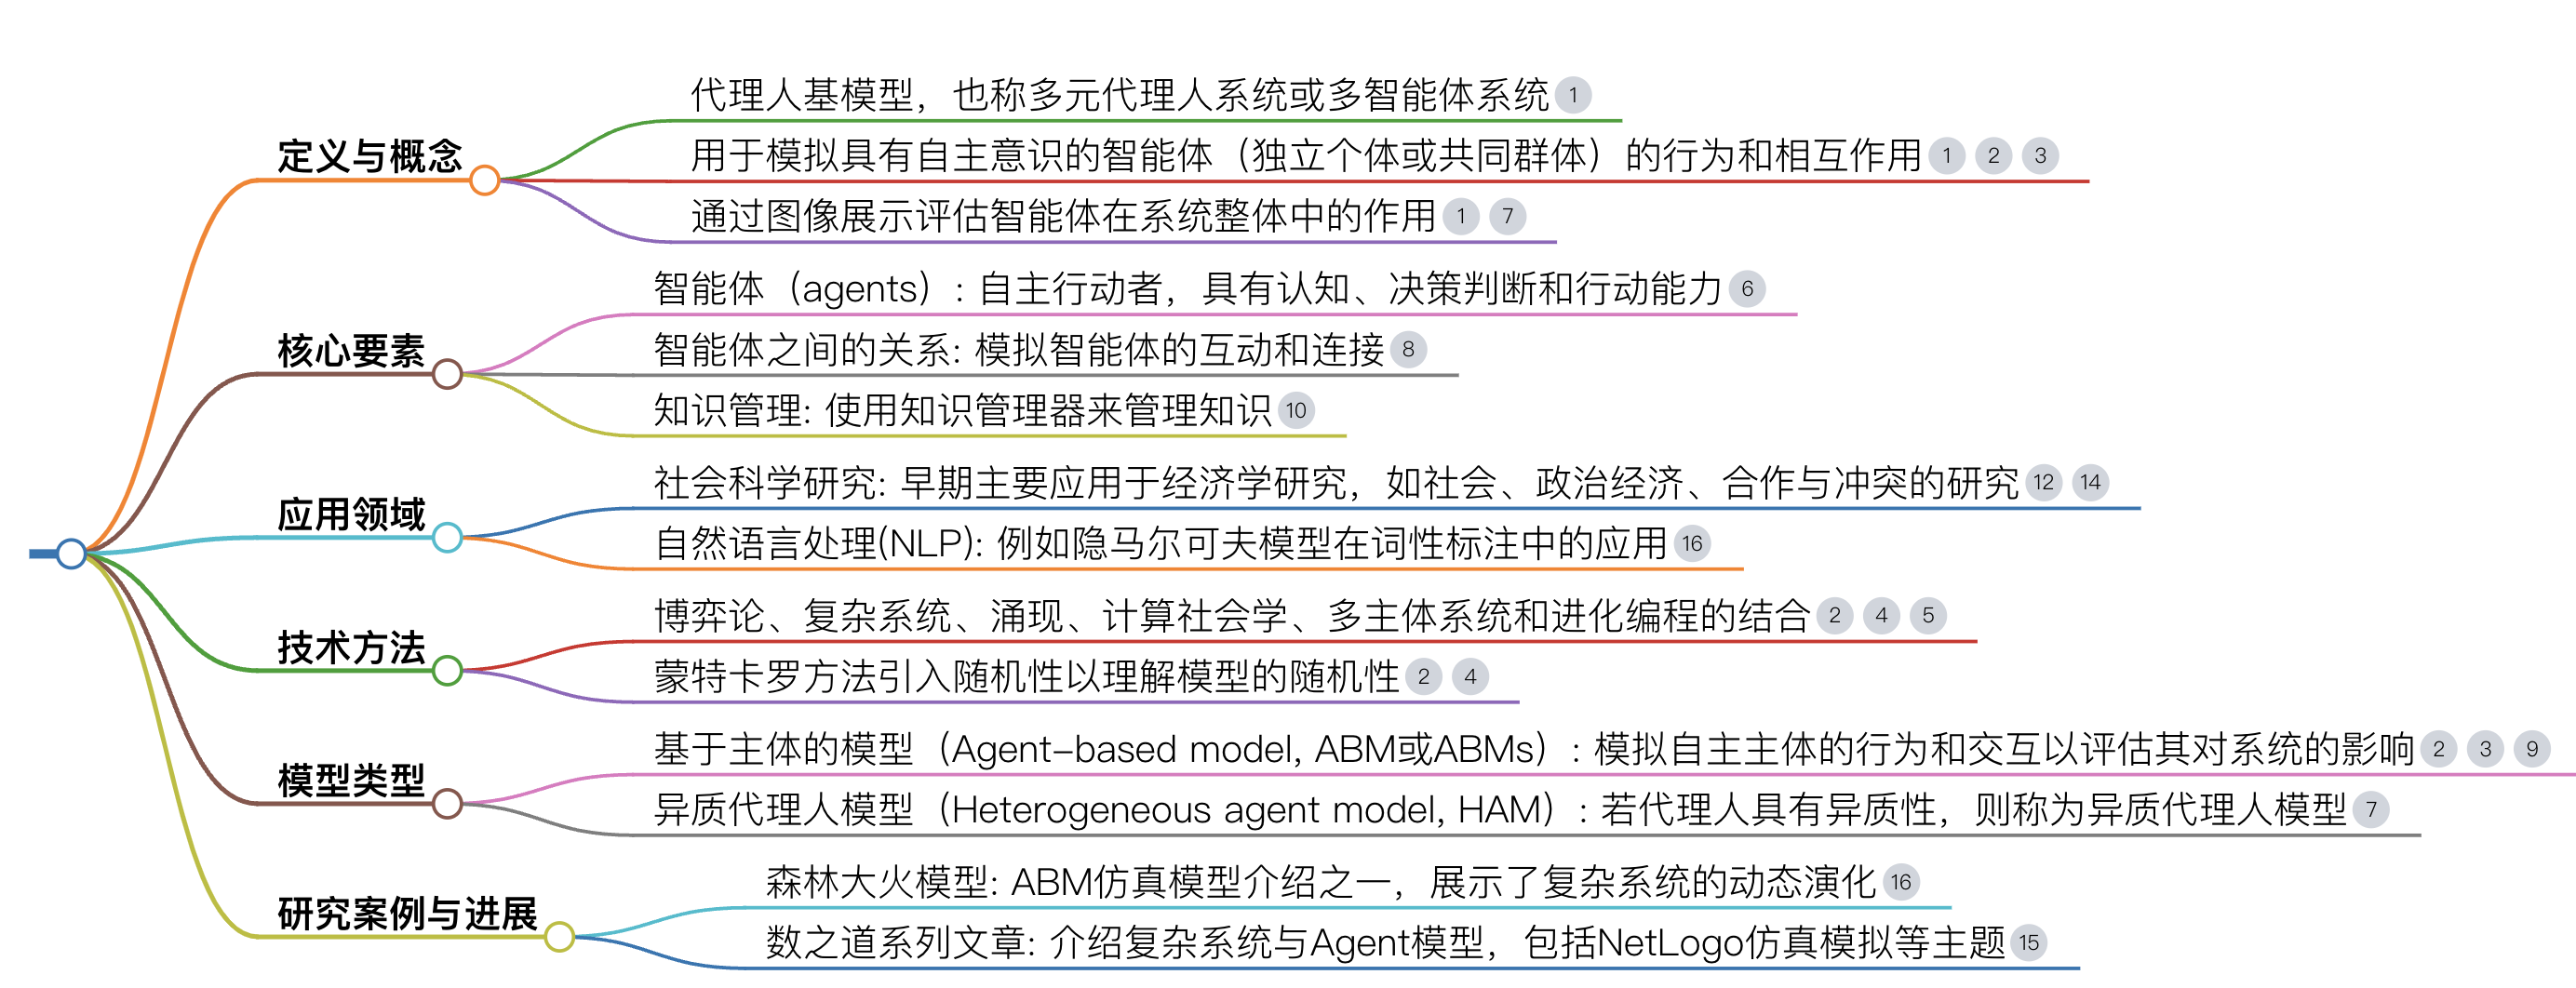 定义与概念
代理人基模型，也称多元代理人系统或多智能体系统 1
用于模拟具有自主意识的智能体（独立个体或共同群体）的行为和相互作用 1 2 3
通过图像展示评估智能体在系统整体中的作用 1 7
核心要素
智能体（agents）: 自主行动者，具有认知、决策判断和行动能力 6
智能体之间的关系: 模拟智能体的互动和连接 8
知识管理: 使用知识管理器来管理知识 10
应用领域
社会科学研究: 早期主要应用于经济学研究，如社会、政治经济、合作与冲突的研究 12 14
自然语言处理(NLP): 例如隐马尔可夫模型在词性标注中的应用 16
技术方法
博弈论、复杂系统、涌现、计算社会学、多主体系统和进化编程的结合 2 4 5
蒙特卡罗方法引入随机性以理解模型的随机性 2 4
模型类型
基于主体的模型（Agent-based model, ABM或ABMs）: 模拟自主主体的行为和交互以评估其对系统的影响 2 3 9
异质代理人模型（Heterogeneous agent model, HAM）: 若代理人具有异质性，则称为异质代理人模型 7
研究案例与进展
森林大火模型: ABM仿真模型介绍之一，展示了复杂系统的动态演化 16
数之道系列文章: 介绍复杂系统与Agent模型，包括NetLogo仿真模拟等主题 15